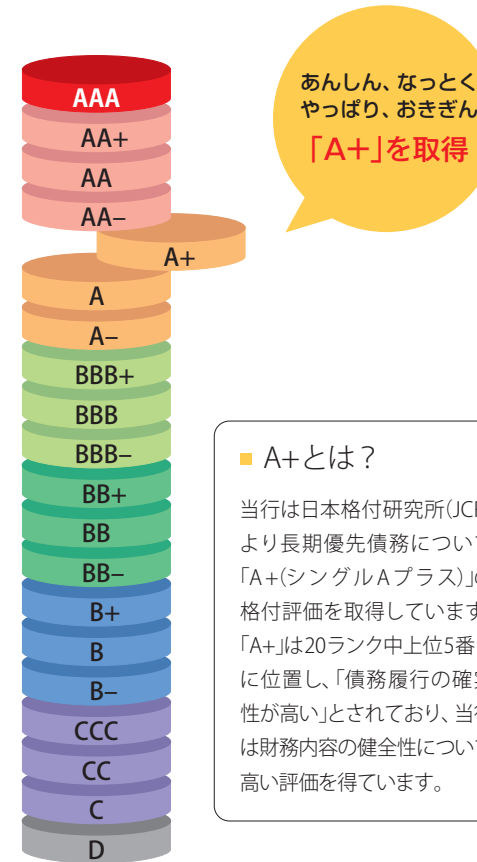 あんしん、なっとく
やっぱり、おきぎん
「A+」を取得
AAA
AA+
AA
AA−
A+
A
A−
BBB+
BBB
BBB−
BB+
BB
BB−
B+
B
B−
CCC
CC
C
D
■ A+とは？
当行は日本格付研究所(JC
より長期優先債務につい
「A+(シングルAプラス)」
格付評価を取得していま
「A+」は20ランク中上位5番
に位置し、「債務履行の確実
性が高い」とされており、当行
は財務内容の健全性につい
高い評価を得ています。